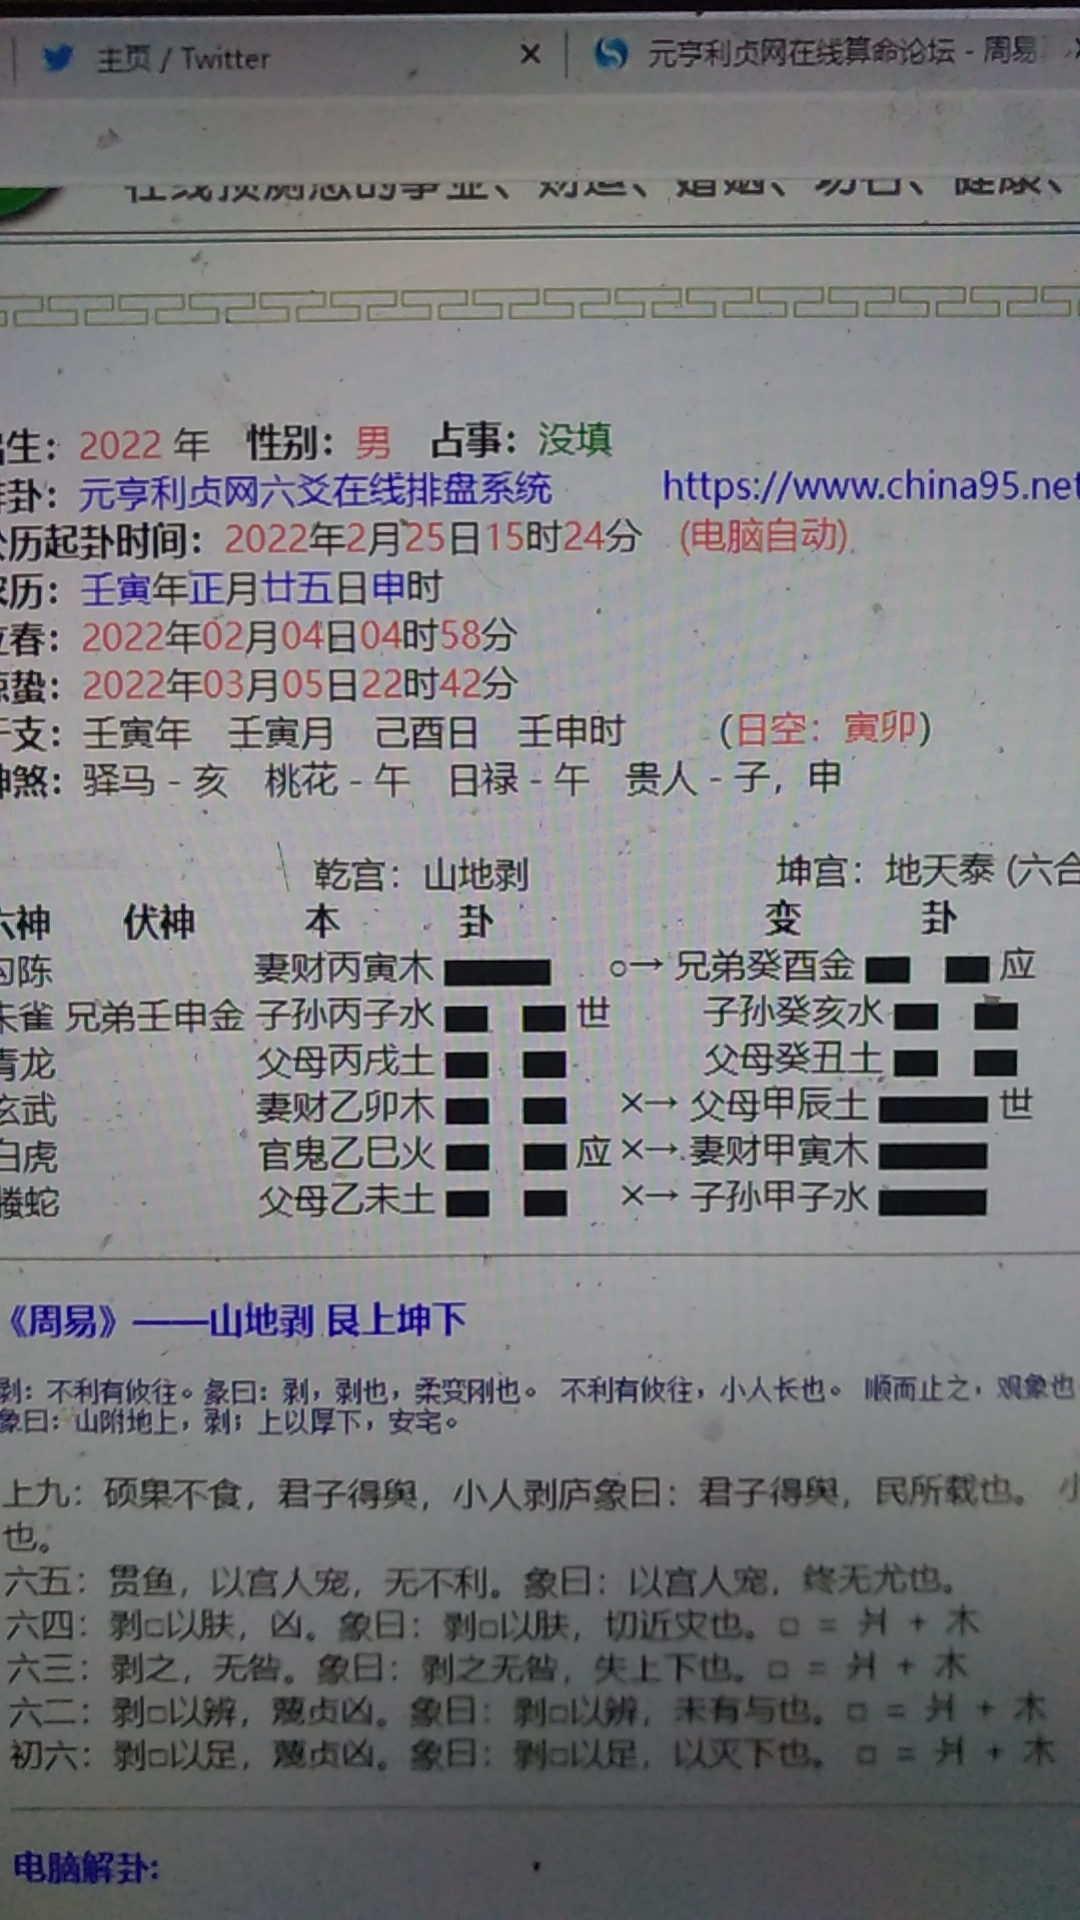 主页 / Twitter
元亨利贞网在线算命论坛 - 周易
生：2022 年 性别：男 占事：没填
卦：元亨利贞网六爻在线排盘系统 https://www.china95.net
历起卦时间：2022年2月25日15时24分 (电脑自动)
历：壬寅年正月廿五日申时
春：2022年02月04日04时58分
蛰：2022年03月05日22时42分
支：壬寅年 壬寅月 己酉日 壬申时 （日空：寅卯）
煞：驿马 - 亥 桃花 - 午 日禄 - 午 贵人 - 子，申
乾宫：山地剥 坤宫：地天泰 (六合
六神 伏神 本 卦 变 卦
勾陈 妻财丙寅木 ○→ 兄弟癸酉金 应
朱雀 兄弟壬申金 子孙丙子水 世 子孙癸亥水
青龙 父母丙戌土 父母癸丑土
玄武 妻财乙卯木 ×→ 父母甲辰土 世
白虎 官鬼乙巳火 应 ×→ 妻财甲寅木
螣蛇 父母乙未土 ×→ 子孙甲子水
《周易》——山地剥 艮上坤下
剥：不利有攸往。彖曰：剥，剥也，柔变刚也。 不利有攸往，小人长也。 顺而止之，观象也
象曰：山附地上，剥；上以厚下，安宅。
上九：硕果不食，君子得舆，小人剥庐象曰：君子得舆，民所载也。 小
也。
六五：贯鱼，以宫人宠，无不利。象曰：以宫人宠，终无尤也。
六四：剥□以肤，凶。象曰：剥□以肤，切近灾也。□ = 爿 + 木
六三：剥之，无咎。象曰：剥之无咎，失上下也。□ = 爿 + 木
六二：剥□以辨，蔑贞凶。象曰：剥□以辨，未有与也。□ = 爿 + 木
初六：剥□以足，蔑贞凶。象曰：剥□以足，以灭下也。 □ = 爿 + 木
电脑解卦: